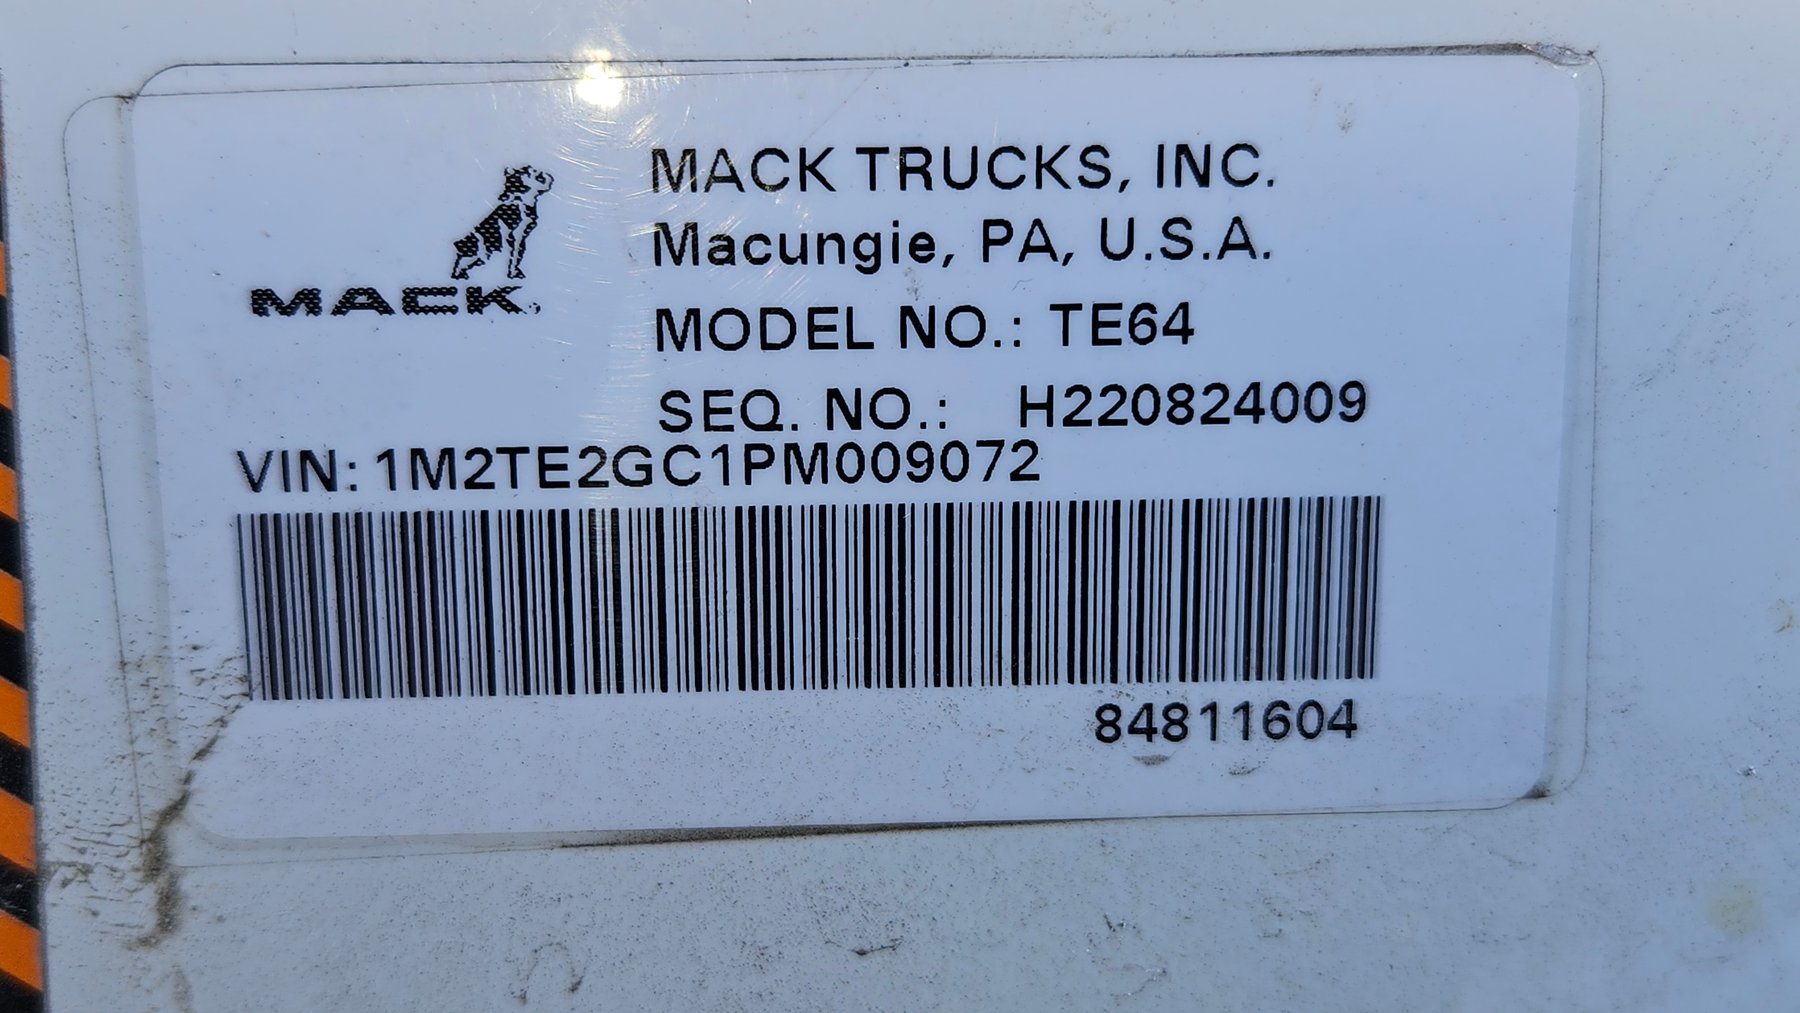 MACK TRUCKS, INC.
Macungie, PA, U.S.A.
MACK
MODEL NO.: TE64
SEQ. NO.: H220824009
VIN: 1M2TE2GC1PM009072
84811604